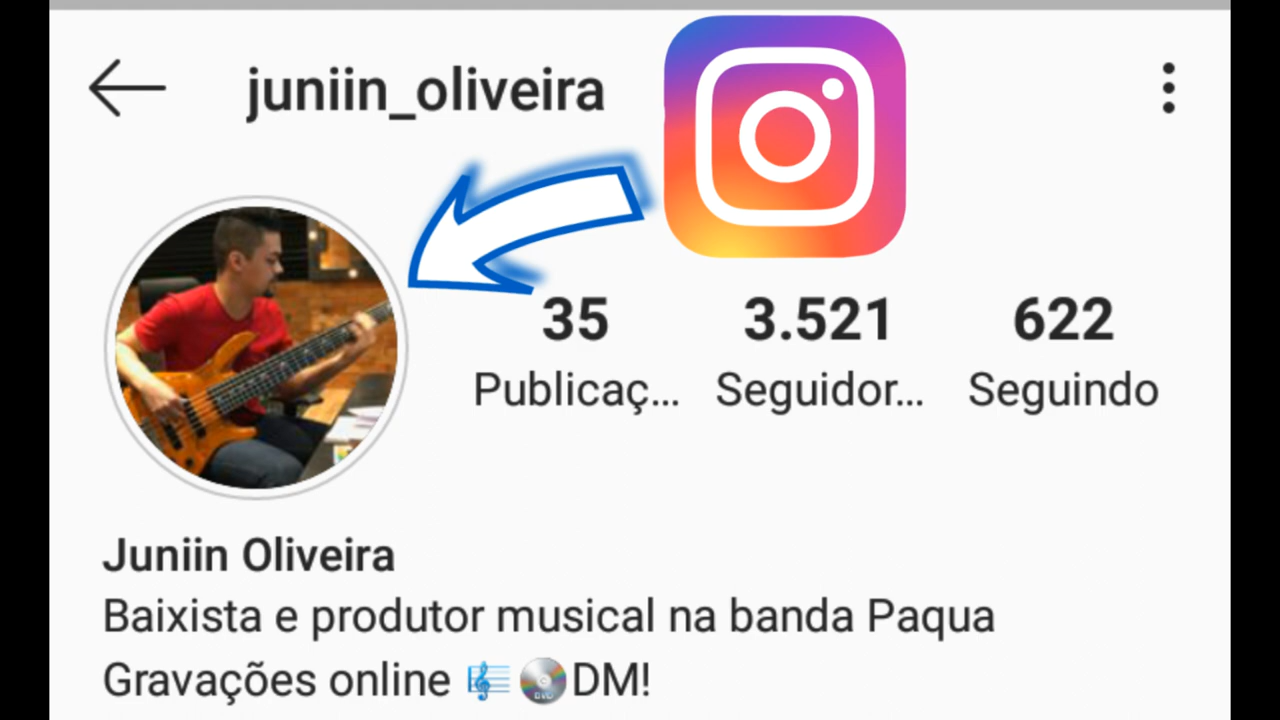 juniin_oliveira
35 3.521 622
Publicaç... Seguidor... Seguindo
Juniin Oliveira
Baixista e produtor musical na banda Paqua
Gravações online 🎼📀DM!